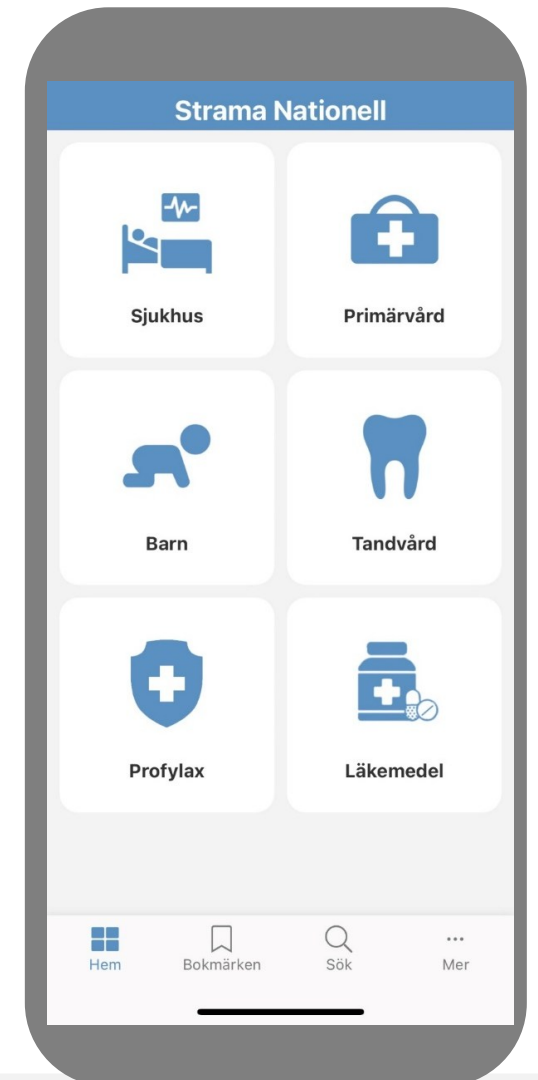 Strama Nationell
Sjukhus
Primärvård
Barn
Tandvård
Profylax
Läkemedel
Hem
Bokmärken
Sök
Mer